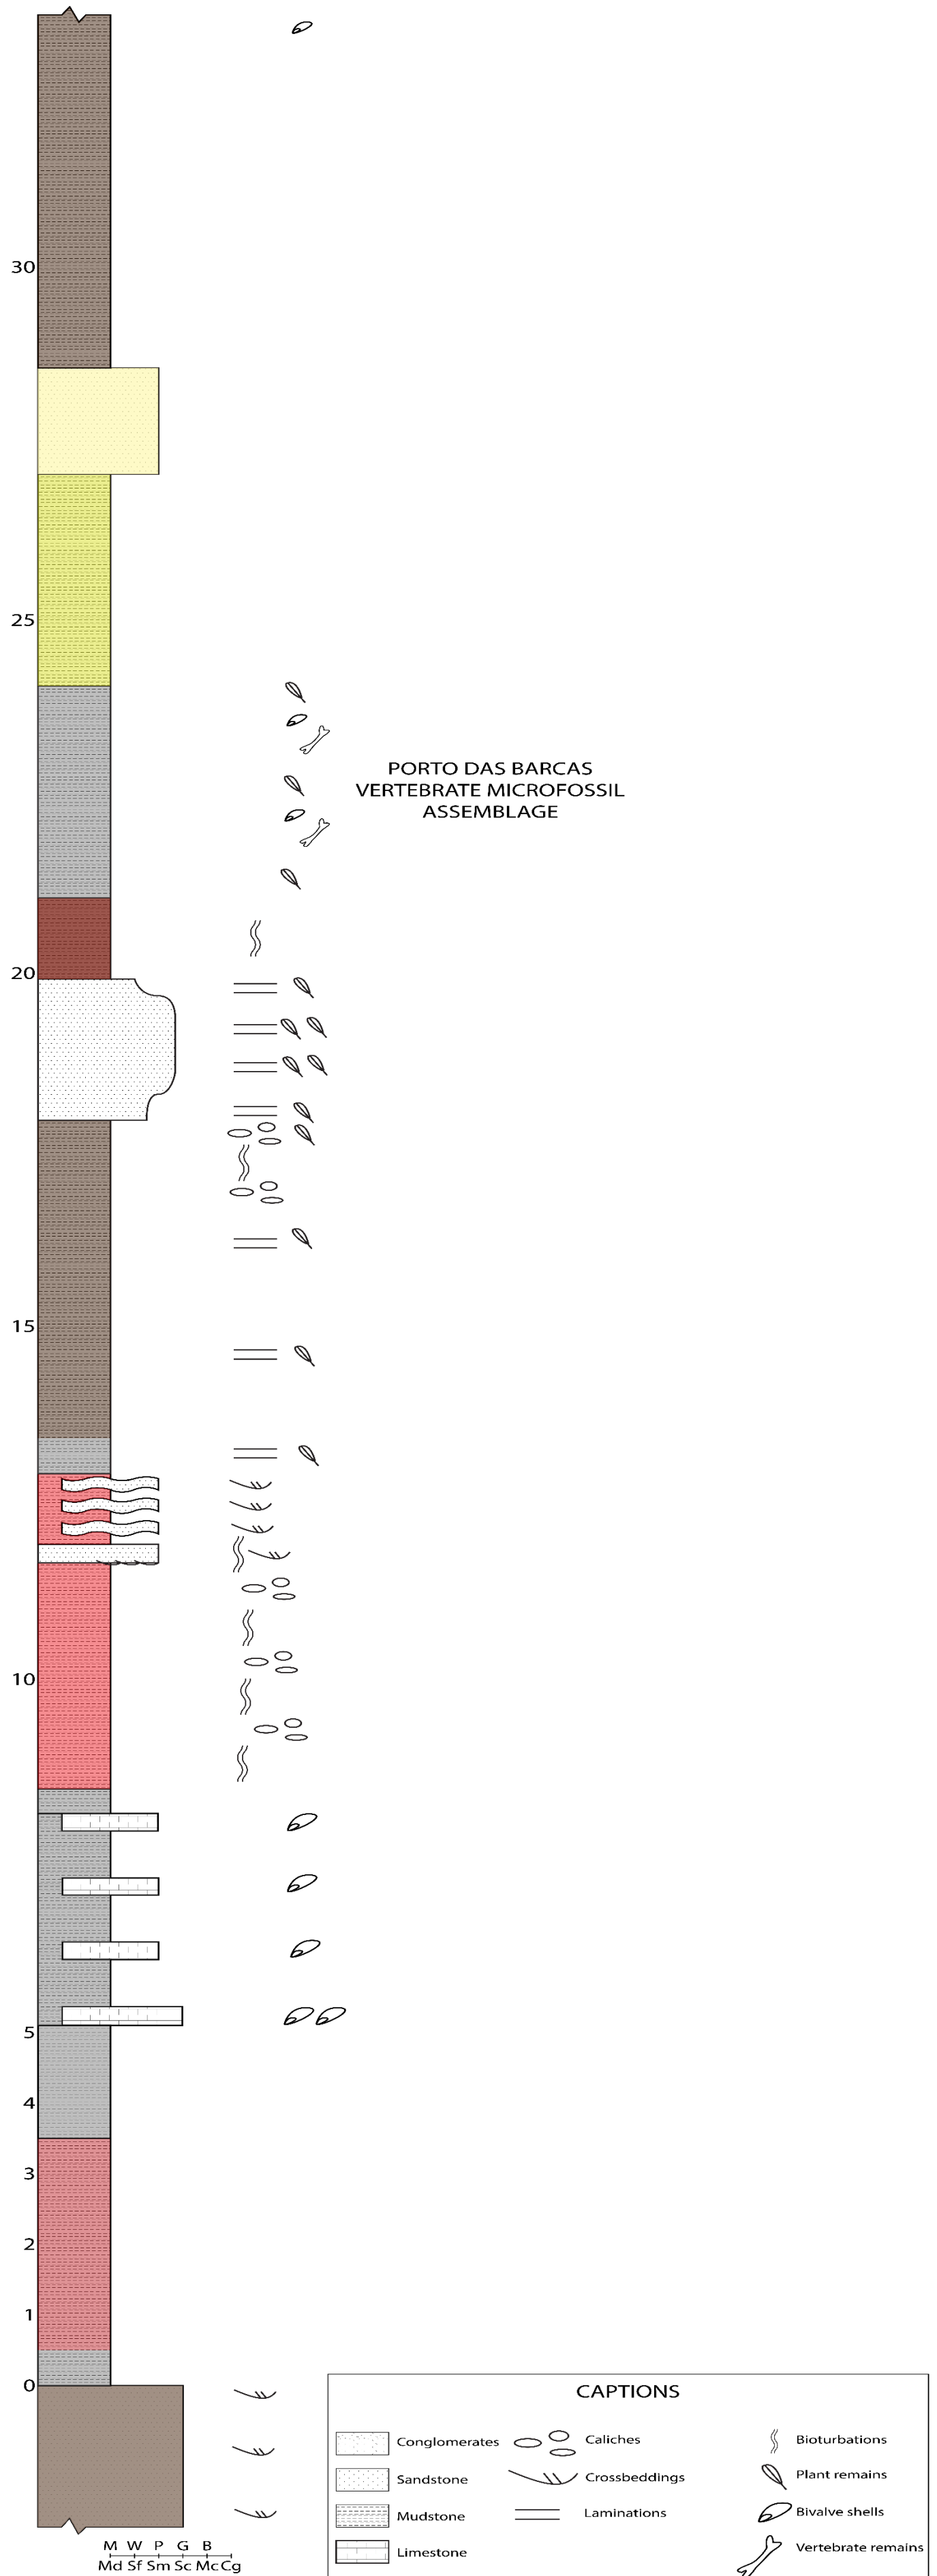 30
25
PORTO DAS BARCAS
VERTEBRATE MICROFOSSIL
ASSEMBLAGE
20
15
10
5
4
3
2
1
0
CAPTIONS
Conglomerates
Caliches
Bioturbations
Sandstone
Crossbeddings
Plant remains
Mudstone
Laminations
Bivalve shells
Limestone
Vertebrate remains
M W P G B
Md Sf Sm Sc Mc Cg